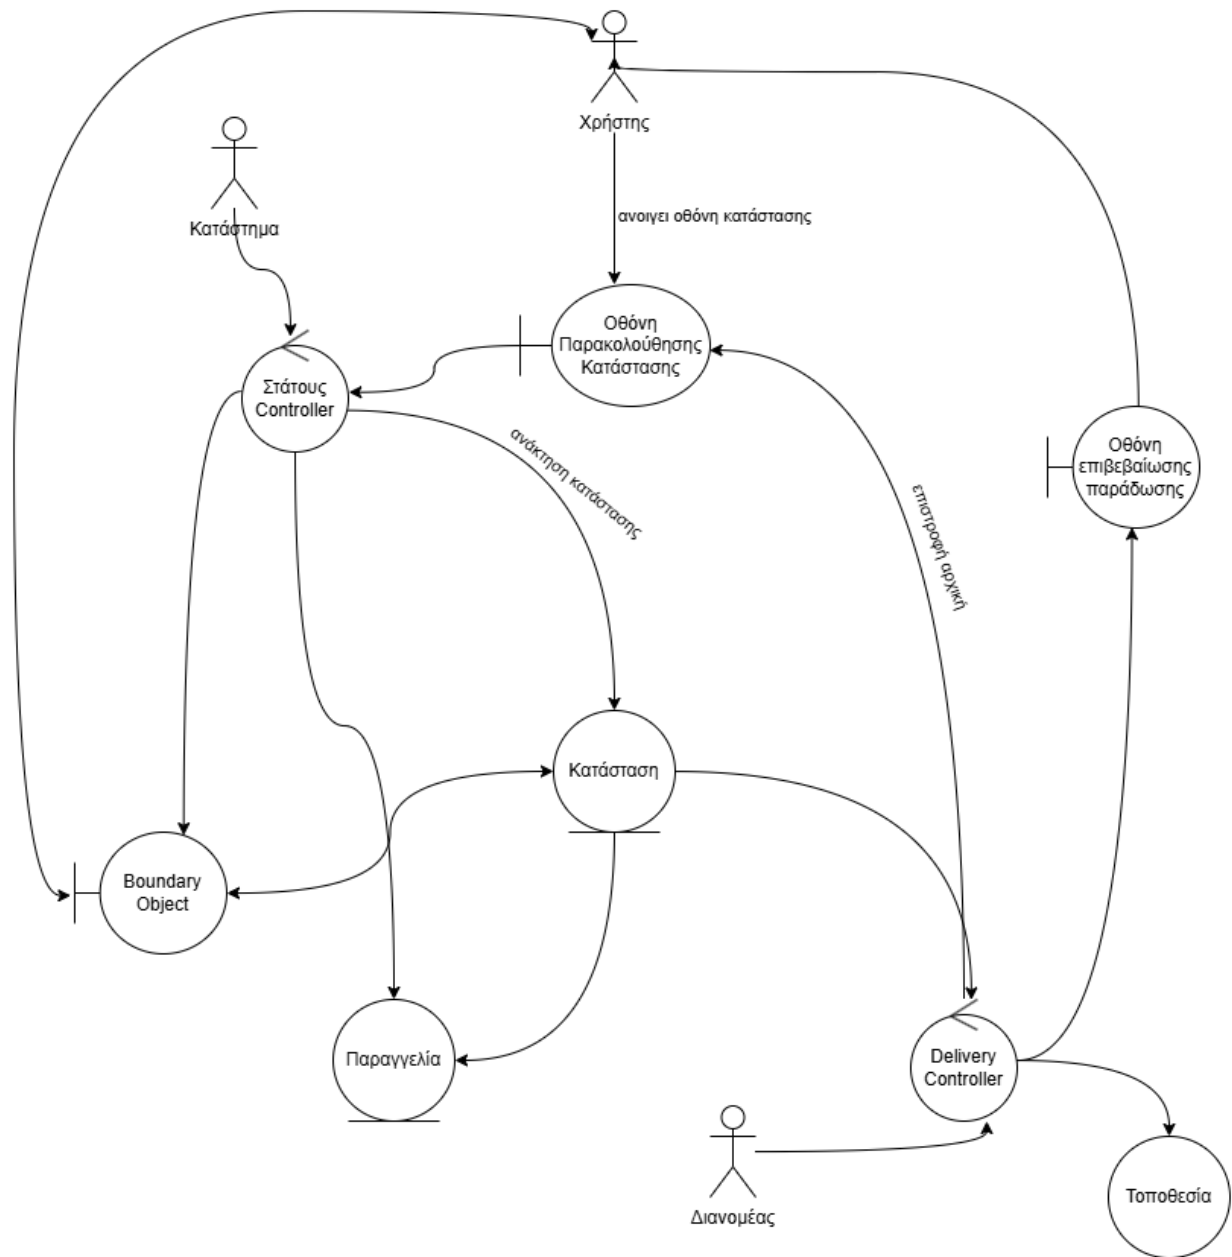 Χρήστης
Κατάστημα
ανοιγει οθόνη κατάστασης
Οθόνη
Παρακολούθησης
Κατάστασης
Στάτους
Controller
ανάκτηση κατάστασης
Οθόνη
επιβεβαίωσης
παράδωσης
επιστροφή αρχική
Κατάσταση
Boundary
Object
Παραγγελία
Delivery
Controller
Διανομέας
Τοποθεσία